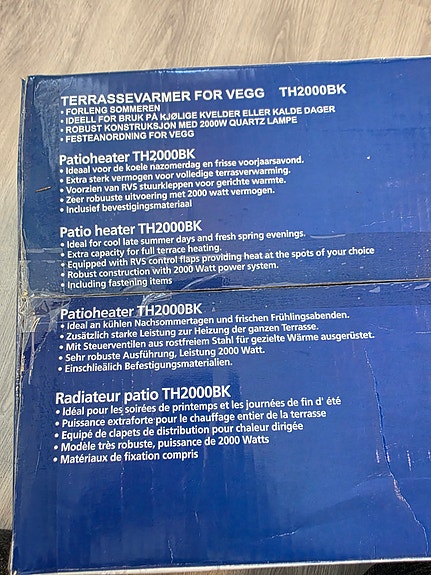 TERRASSEVARMER FOR VEGG TH2000BK
• FORLENG SOMMEREN
• IDEELL FOR BRUK PÅ KJØLIGE KVELDER ELLER KALDE DAGER
• ROBUST KONSTRUKSJON MED 2000W QUARTZ LAMPE
• FESTEANORDNING FOR VEGG
Patioheater TH2000BK
• Ideaal voor de koele nazomerdag en frisse voorjaarsavond.
• Extra sterk vermogen voor volledige terrasverwarming.
• Voorzien van RVS stuurkleppen voor gerichte warmte.
• Zeer robuuste uitvoering met 2000 watt vermogen.
• Inclusief bevestigingsmateriaal
Patio heater TH2000BK
• Ideal for cool late summer days and fresh spring evenings.
• Extra capacity for full terrace heating.
• Equipped with RVS control flaps providing heat at the spots of your choice
• Robust construction with 2000 Watt power system.
• Including fastening items
Patioheater TH2000BK
• Ideal an kühlen Nachsommertagen und frischen Frühlingsabenden.
• Zusätzlich starke Leistung zur Heizung der ganzen Terrasse.
• Mit Steuerventilen aus rostfreiem Stahl für gezielte Wärme ausgerüstet.
• Sehr robuste Ausführung, Leistung 2000 Watt.
• Einschlieälich Befestigungsmaterialien.
Radiateur patio TH2000BK
• Idéal pour les soirées de printemps et les journées de fin d' été
• Puissance extraforte pour le chauffage entier de la terrasse
• Equipé de clapets de distribution pour chaleur dirigée
• Modèle très robuste, puissance de 2000 Watts
• Matériaux de fixation compris